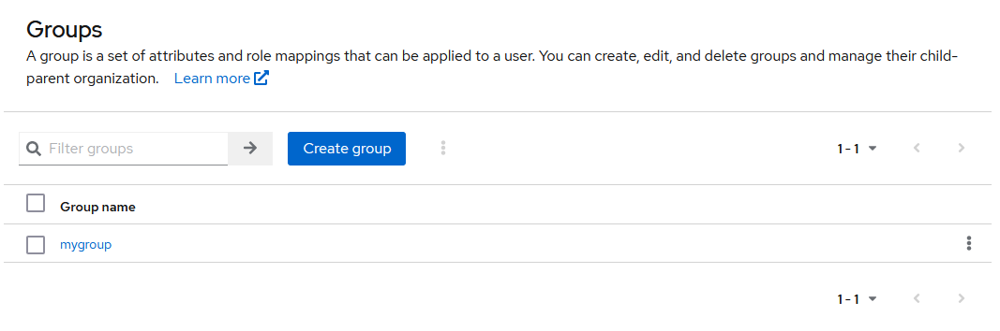 Groups
A group is a set of attributes and role mappings that can be applied to a user. You can create, edit, and delete groups and manage their child-
parent organization. Learn more
Filter groups Create group 1 - 1
Group name
mygroup
1 - 1